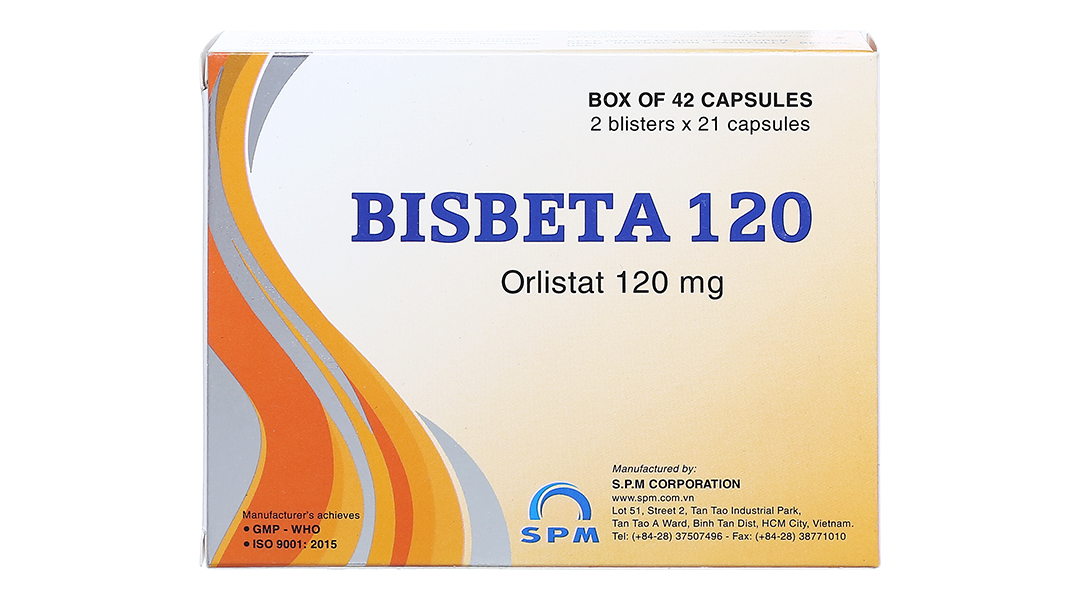 BOX OF 42 CAPSULES
2 blisters x 21 capsules
BISBETA 120
Orlistat 120 mg
Manufactured by:
S.P.M CORPORATION
www.spm.com.vn
Lot 51, Street 2, Tan Tao Industrial Park,
Tan Tao A Ward, Binh Tan Dist, HCM City, Vietnam.
Tel: (+84-28) 37507496 - Fax: (+84-28) 38771010
SPM
Manufacturer's achieves
• GMP - WHO
• ISO 9001: 2015